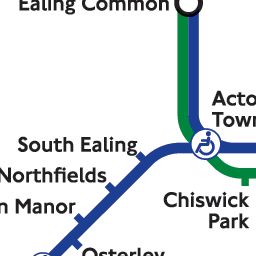 Ealing Common
Acto
Town
South Ealing
Northfields
Chiswick
Park
n Manor
Osterley